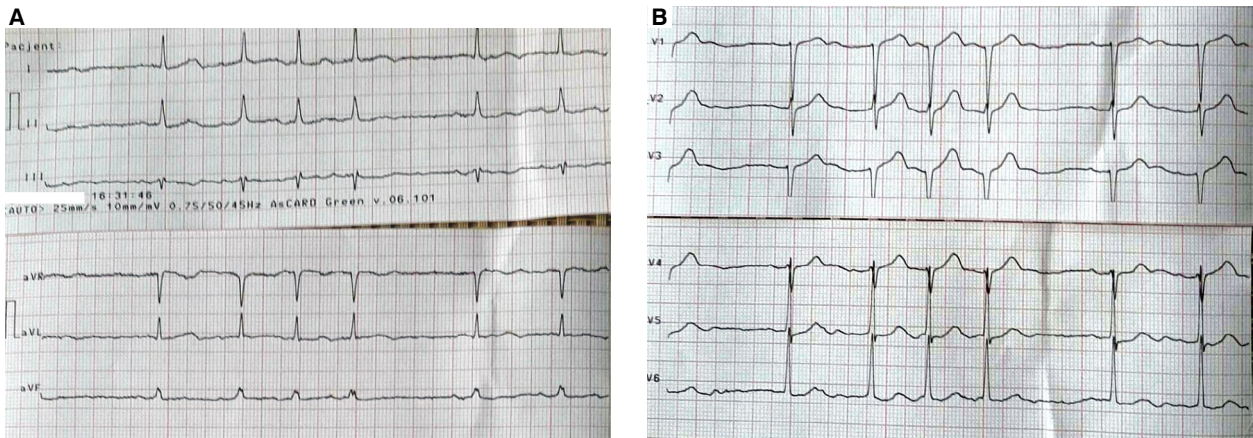 A
Pacjent:
I
II
III
16:31:46
AUTO> 25mm/s 10mm/mV 0.75/50/45Hz AsCARD Green v.06.101
aVR
aVL
aVF
B
V1
V2
V3
V4
V5
V6